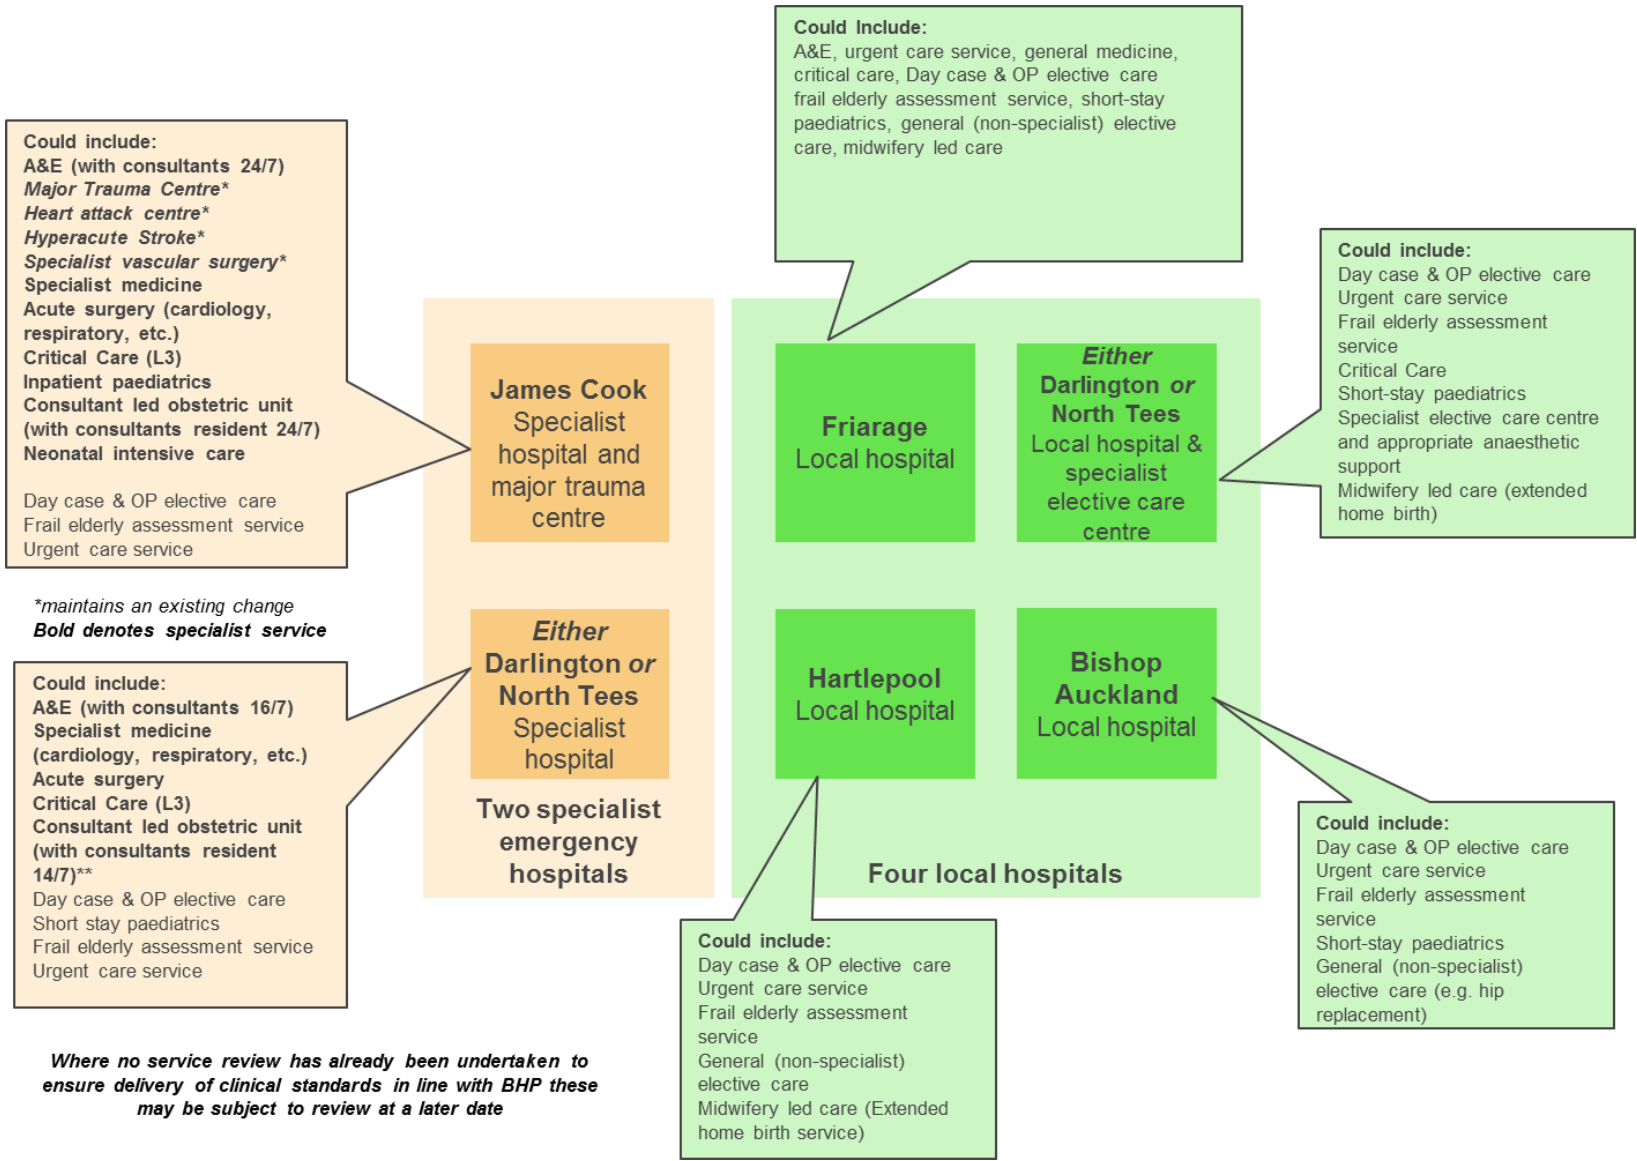 Could Include:
A&E, urgent care service, general medicine,
critical care, Day case & OP elective care
frail elderly assessment service, short-stay
paediatrics, general (non-specialist) elective
care, midwifery led care
Could include:
A&E (with consultants 24/7)
Major Trauma Centre*
Heart attack centre*
Hyperacute Stroke*
Specialist vascular surgery*
Specialist medicine
Acute surgery (cardiology,
respiratory, etc.)
Critical Care (L3)
Inpatient paediatrics
Consultant led obstetric unit
(with consultants resident 24/7)
Neonatal intensive care
Day case & OP elective care
Frail elderly assessment service
Urgent care service
Could include:
Day case & OP elective care
Urgent care service
Frail elderly assessment
service
Critical Care
Short-stay paediatrics
Specialist elective care centre
and appropriate anaesthetic
support
Midwifery led care (extended
home birth)
James Cook
Specialist
hospital and
major trauma
centre
Friarage
Local hospital
Either
Darlington or
North Tees
Local hospital &
specialist
elective care
centre
*maintains an existing change
Bold denotes specialist service
Either
Darlington or
North Tees
Specialist
hospital
Hartlepool
Local hospital
Bishop
Auckland
Local hospital
Could include:
A&E (with consultants 16/7)
Specialist medicine
(cardiology, respiratory, etc.)
Acute surgery
Critical Care (L3)
Consultant led obstetric unit
(with consultants resident
14/7)**
Day case & OP elective care
Short stay paediatrics
Frail elderly assessment service
Urgent care service
Two specialist
emergency
hospitals
Four local hospitals
Could include:
Day case & OP elective care
Urgent care service
Frail elderly assessment
service
Short-stay paediatrics
General (non-specialist)
elective care (e.g. hip
replacement)
Could include:
Day case & OP elective care
Urgent care service
Frail elderly assessment
service
General (non-specialist)
elective care
Midwifery led care (Extended
home birth service)
Where no service review has already been undertaken to
ensure delivery of clinical standards in line with BHP these
may be subject to review at a later date